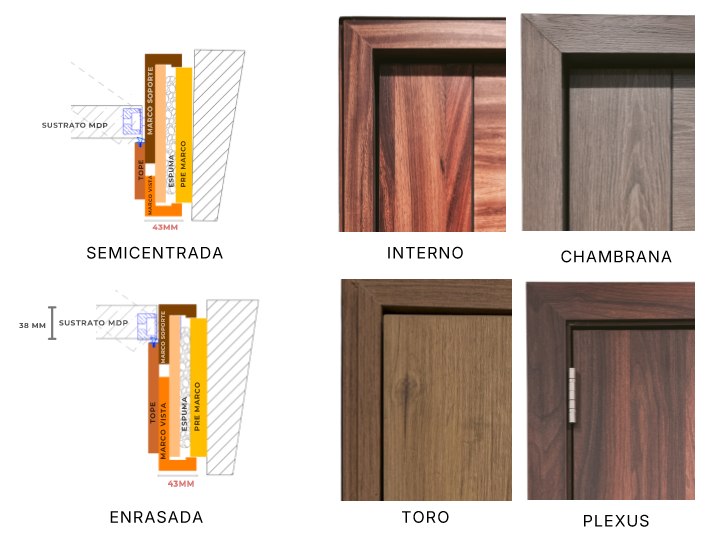 SUSTRATO MDP
MARCO SOPORTE
TOPE
MARCO VISTA
ESPUMA
PRE MARCO
43MM
SEMICENTRADA
INTERNO
CHAMBRANA
38 MM
SUSTRATO MDP
MARCO SOPORTE
TOPE
MARCO VISTA
ESPUMA
PRE MARCO
43MM
ENRASADA
TORO
PLEXUS